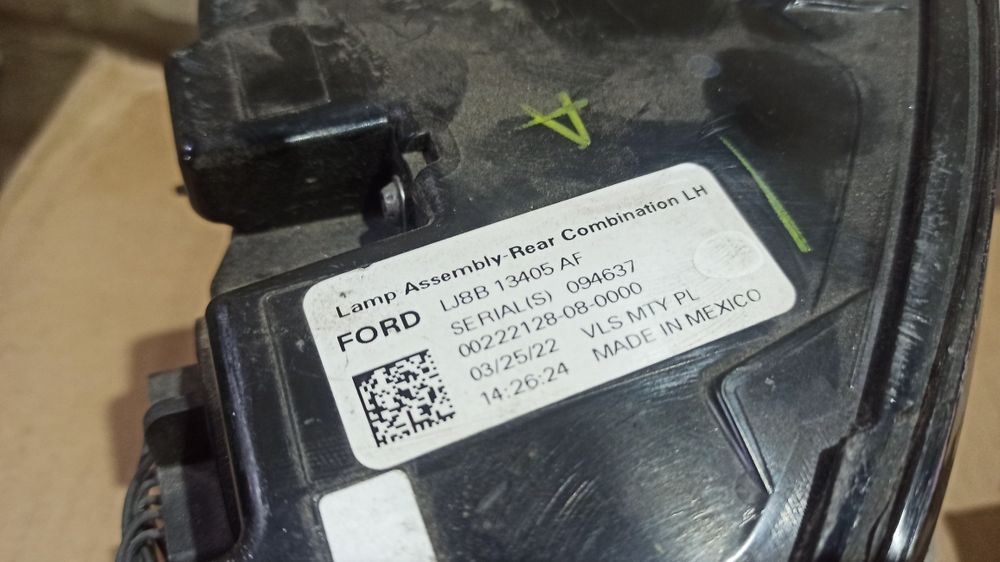 A
Lamp Assembly-Rear Combination LH
FORD LJ8B 13405 AF
SERIAL(S) 094637
00222128-08-0000
03/25/22 VLS MTY PL
14:26:24 MADE IN MEXICO